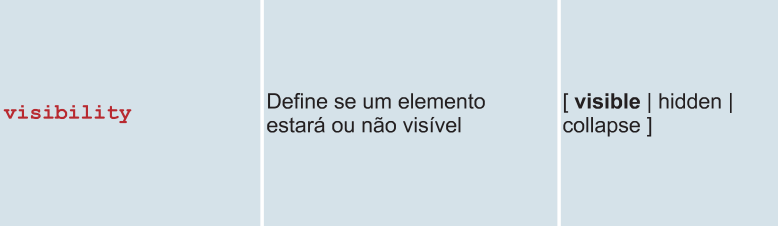 visibility
Define se um elemento
estará ou não visível
[ visible | hidden |
collapse ]